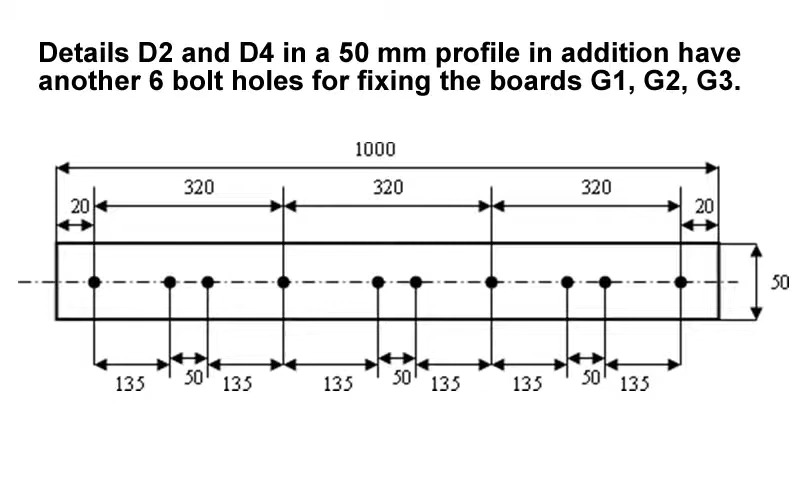 Details D2 and D4 in a 50 mm profile in addition have
another 6 bolt holes for fixing the boards G1, G2, G3.
1000
320 320 320
20 20
50
135 50 135 135 50 135 135 50 135